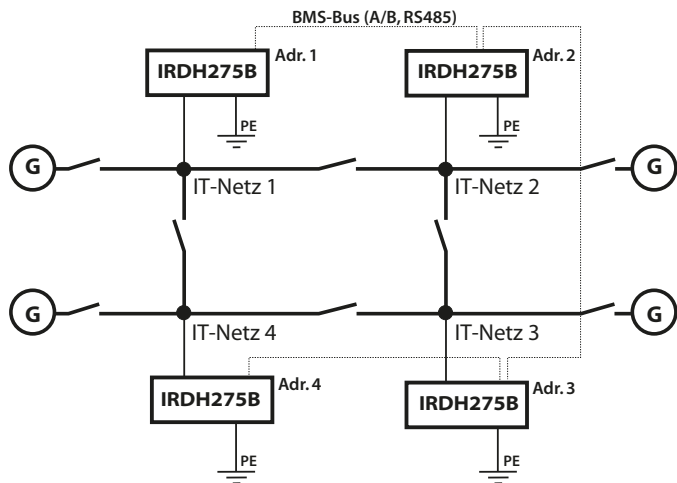 BMS-Bus (A/B, RS485)
IRDH275B
Adr. 1
IRDH275B
Adr. 2
PE
PE
G
G
IT-Netz 1
IT-Netz 2
G
G
IT-Netz 4
IT-Netz 3
IRDH275B
Adr. 4
IRDH275B
Adr. 3
PE
PE